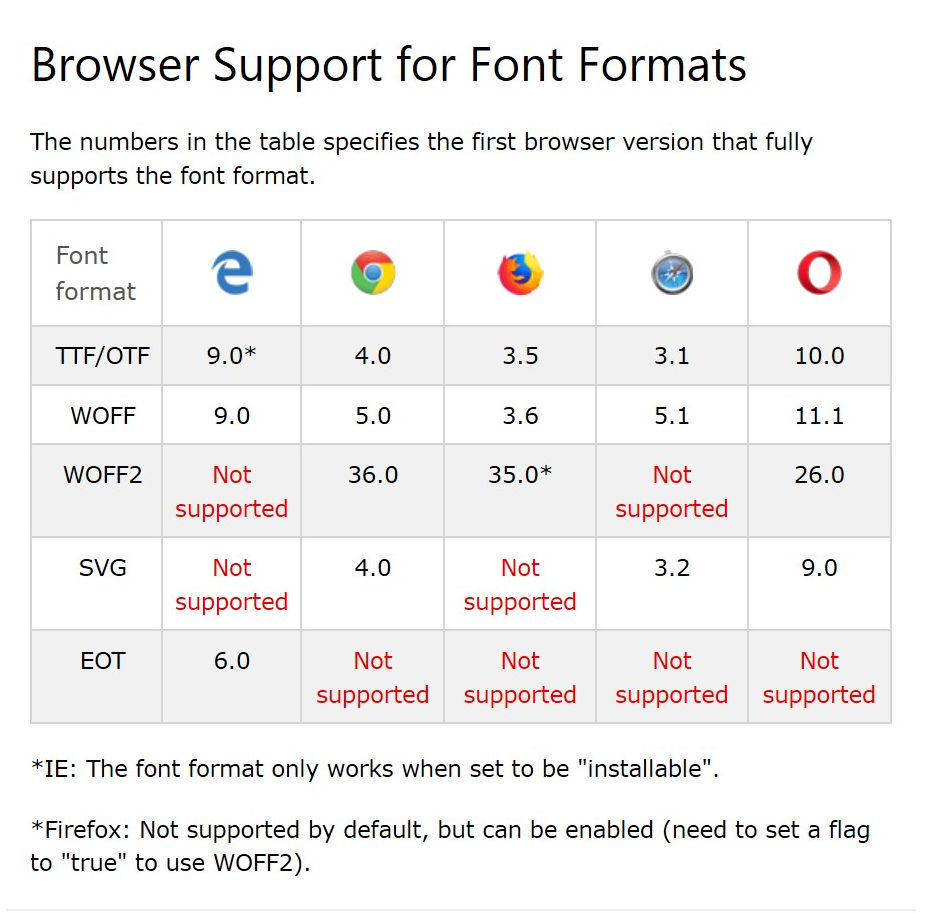 Browser Support for Font Formats
The numbers in the table specifies the first browser version that fully
supports the font format.
Font
format
TTF/OTF 9.0* 4.0 3.5 3.1 10.0
WOFF 9.0 5.0 3.6 5.1 11.1
WOFF2 Not supported 36.0 35.0* Not supported 26.0
SVG Not supported 4.0 Not supported 3.2 9.0
EOT 6.0 Not supported Not supported Not supported Not supported
*IE: The font format only works when set to be "installable".
*Firefox: Not supported by default, but can be enabled (need to set a flag
to "true" to use WOFF2).